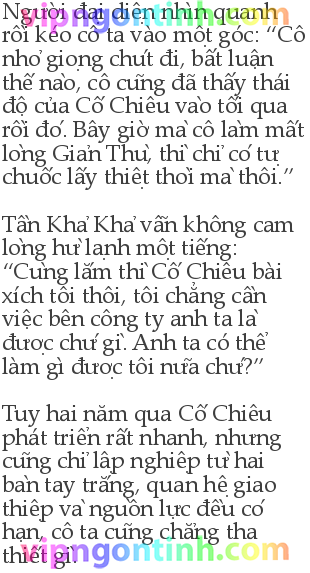 Người đại diện nhìn quanh
rồi kéo cô ta vào một góc: “Cô
nhỏ giọng chút đi, bất luận
thế nào, cô cũng đã thấy thái
độ của Cố Chiêu vào tối qua
rồi đó. Bây giờ mà cô làm mất
lòng Giản Thù, thì chỉ có tự
chuốc lấy thiệt thòi mà thôi.”
Tần Khả Khả vẫn không cam
lòng hừ lạnh một tiếng:
“Cùng lắm thì Cố Chiêu bài
xích tôi thôi, tôi chẳng cần
việc bên công ty anh ta là
được chứ gì. Anh ta có thể
làm gì được tôi nữa chứ?”
Tuy hai năm qua Cố Chiêu
phát triển rất nhanh, nhưng
cũng chỉ lập nghiệp từ hai
bàn tay trắng, quan hệ giao
thiệp và nguồn lực đều có
hạn, cô ta cũng chẳng tha
thiết gì.
vipngontinh.com
vipngontinh.com